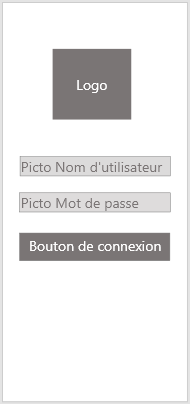 Logo
Picto Nom d'utilisateur
Picto Mot de passe
Bouton de connexion